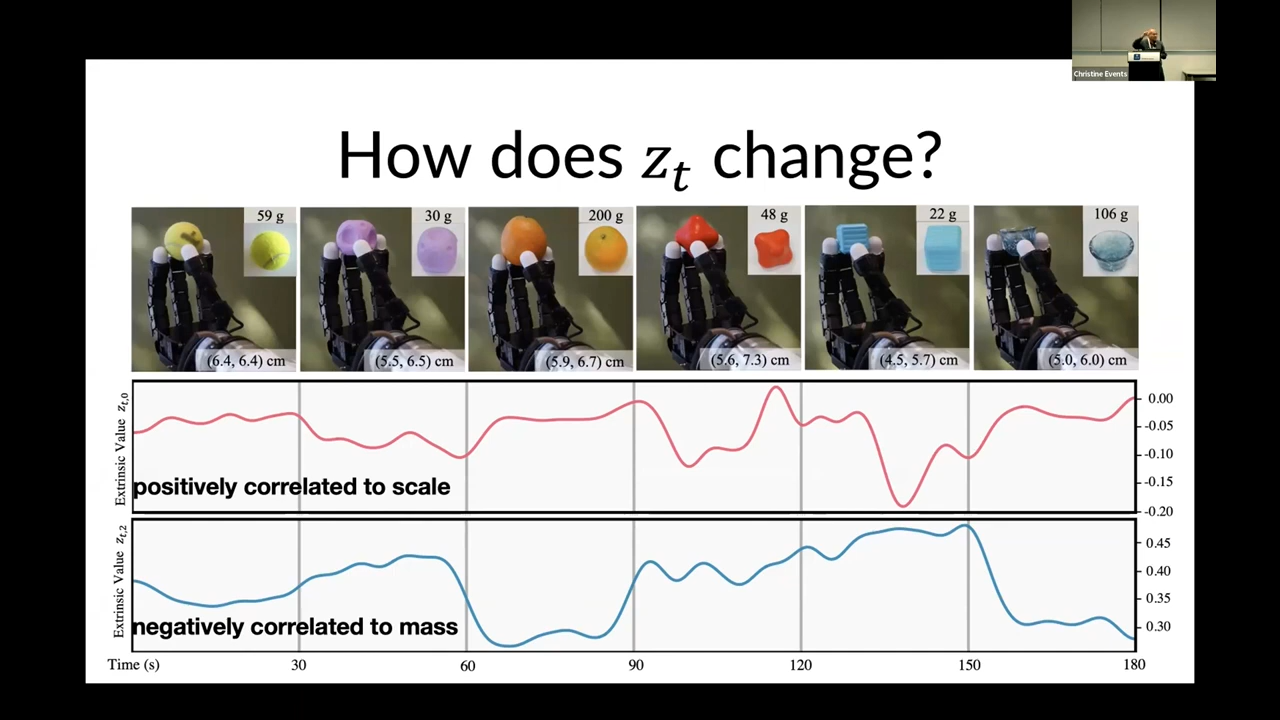 Christine Events
How does z_t change?
59 g
30 g
200 g
48 g
22 g
106 g
(6.4, 6.4) cm
(5.5, 6.5) cm
(5.9, 6.7) cm
(5.6, 7.3) cm
(4.5, 5.7) cm
(5.0, 6.0) cm
Extrinsic Value z_t,0
positively correlated to scale
0.00
-0.05
-0.10
-0.15
-0.20
Extrinsic Value z_t,2
negatively correlated to mass
0.45
0.40
0.35
0.30
Time (s) 30 60 90 120 150 180